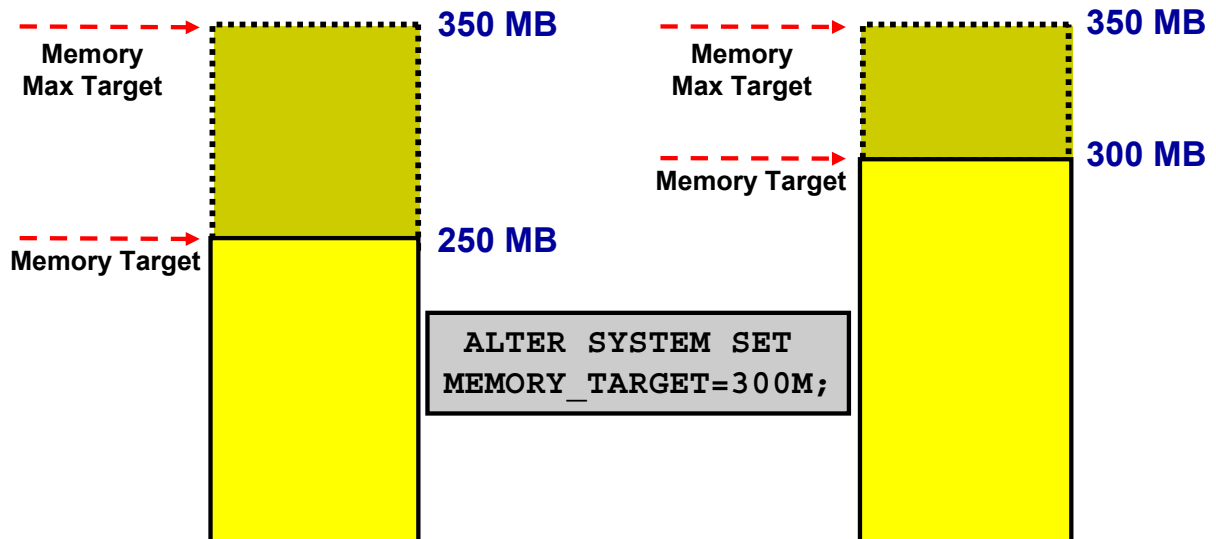 350 MB
Memory
Max Target
250 MB
Memory Target
ALTER SYSTEM SET
MEMORY_TARGET=300M;
350 MB
Memory
Max Target
300 MB
Memory Target